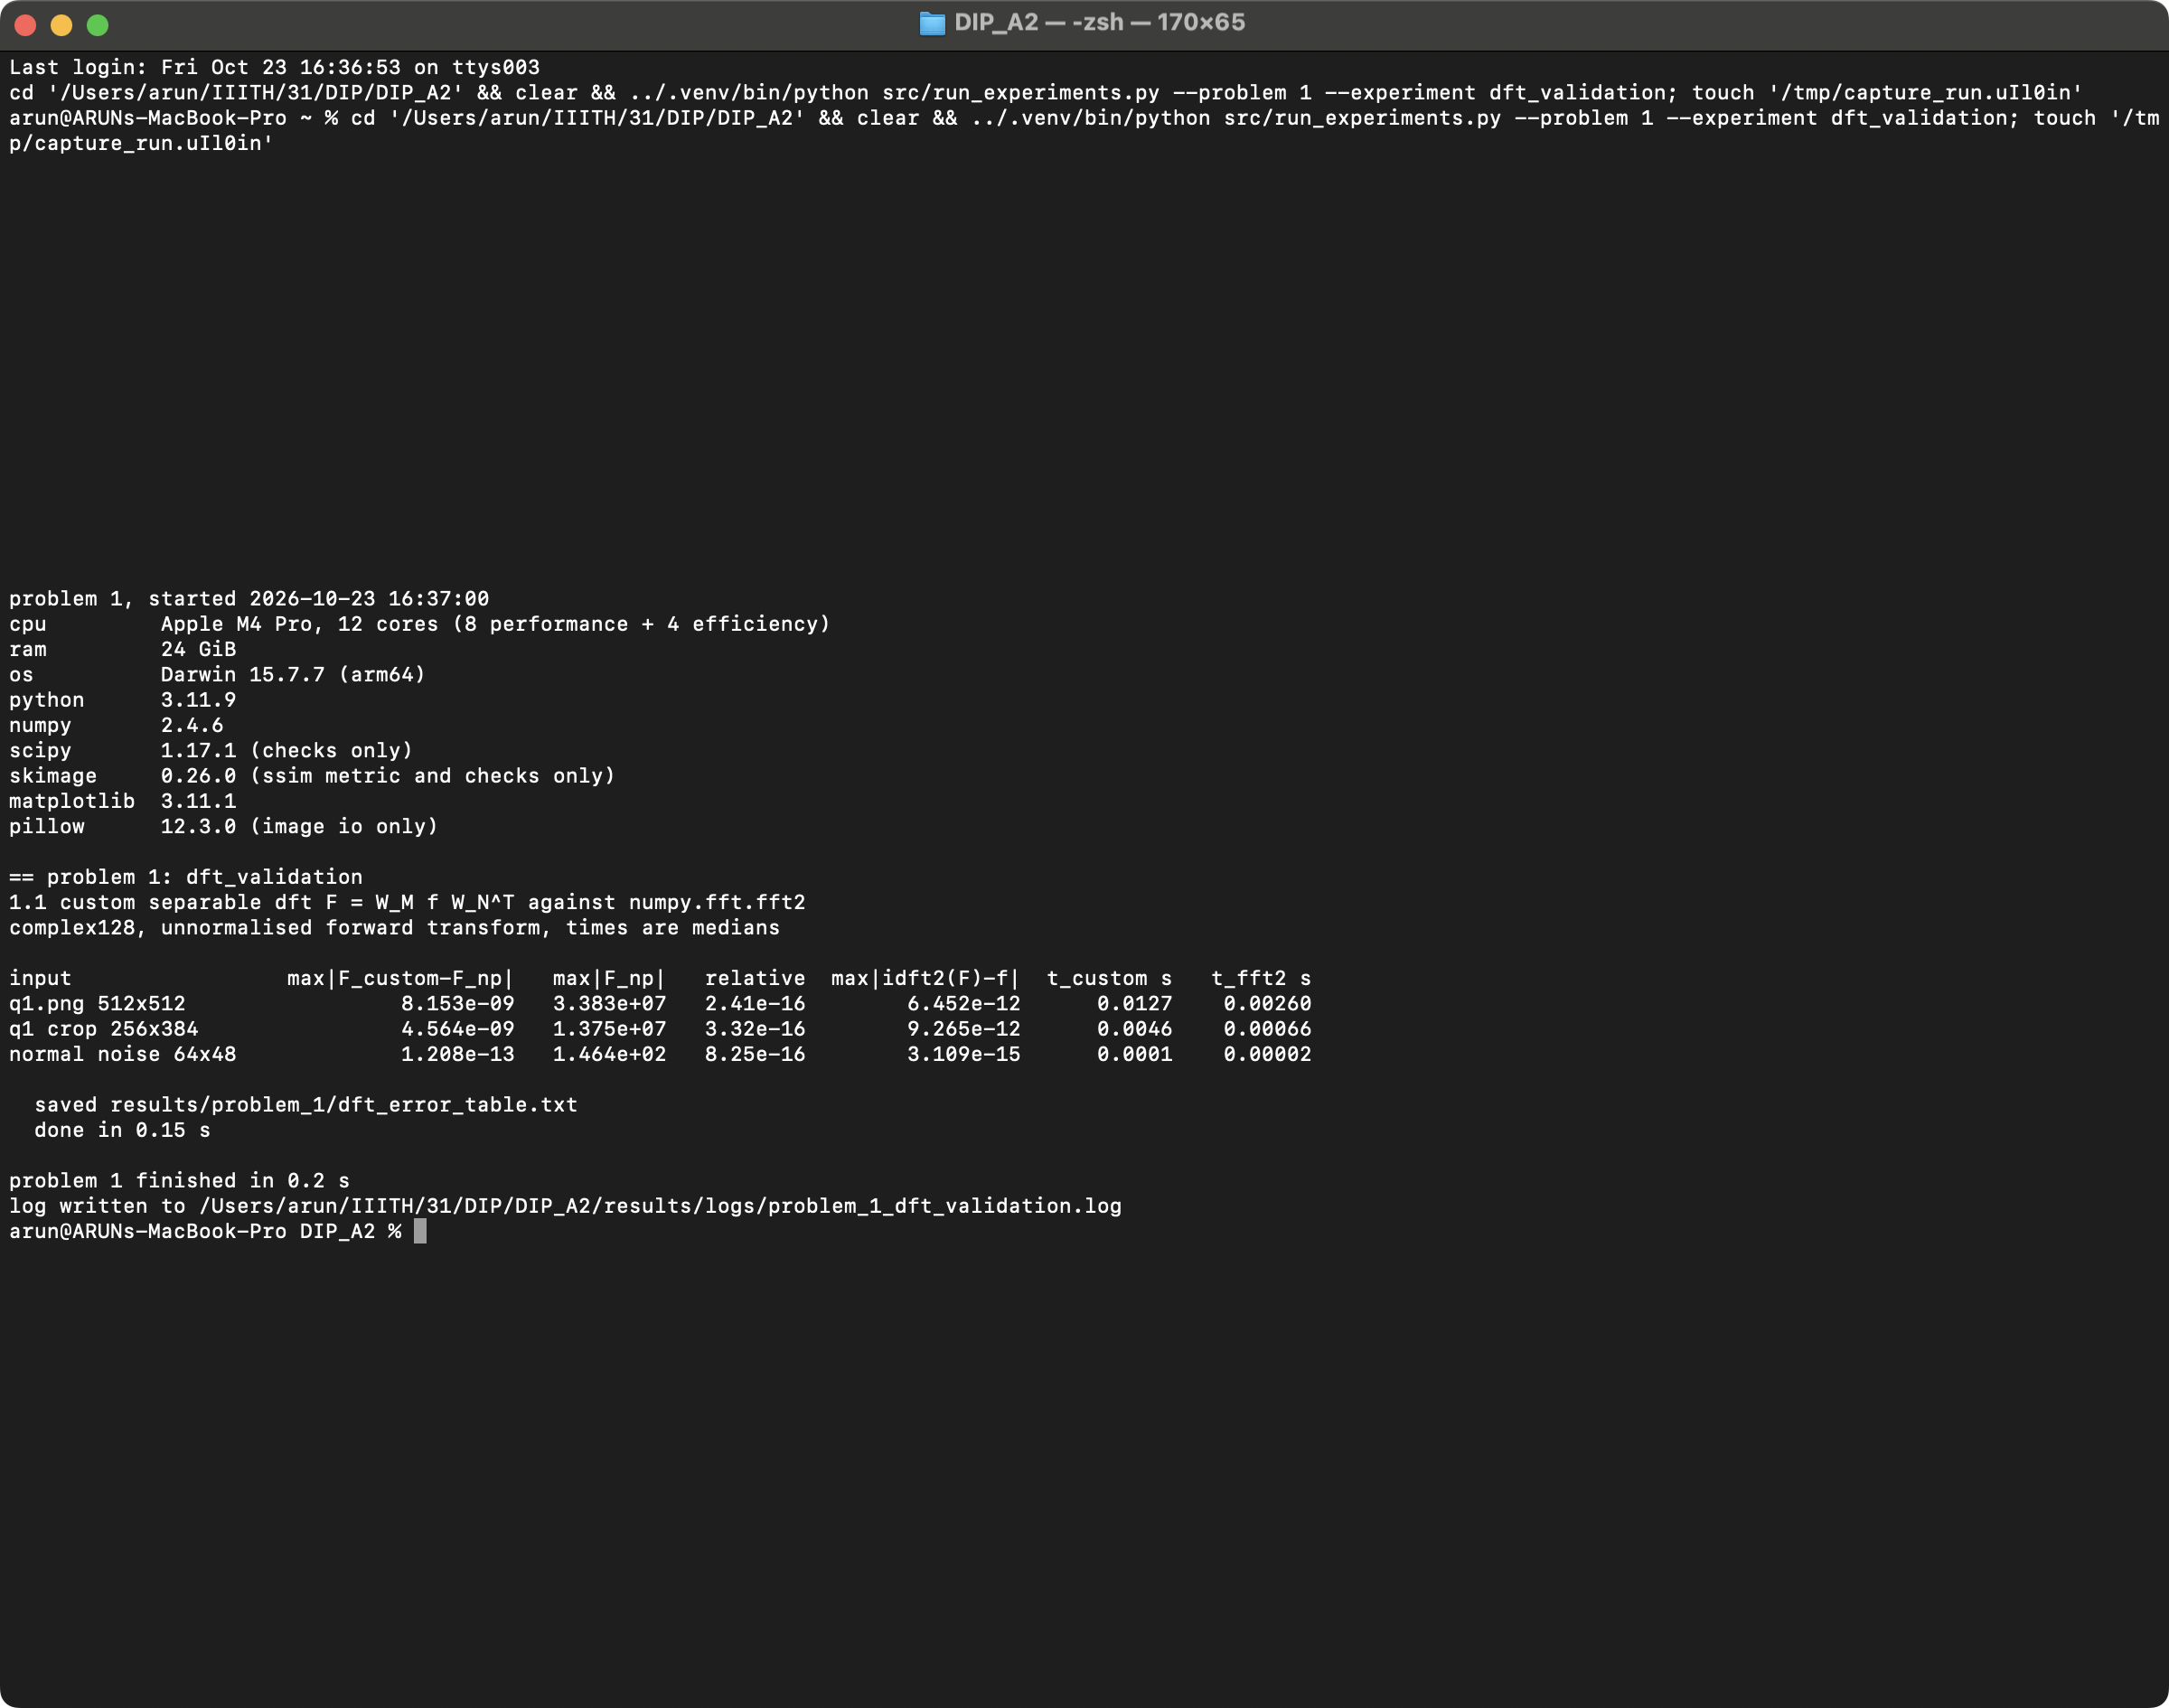 DIP_A2 — -zsh — 170×65
Last login: Fri Oct 23 16:36:53 on ttys003
cd '/Users/arun/IIITH/31/DIP/DIP_A2' && clear && ../.venv/bin/python src/run_experiments.py --problem 1 --experiment dft_validation; touch '/tmp/capture_run.uIl0in'
arun@ARUNs-MacBook-Pro ~ % cd '/Users/arun/IIITH/31/DIP/DIP_A2' && clear && ../.venv/bin/python src/run_experiments.py --problem 1 --experiment dft_validation; touch '/tm
p/capture_run.uIl0in'
problem 1, started 2026-10-23 16:37:00
cpu         Apple M4 Pro, 12 cores (8 performance + 4 efficiency)
ram         24 GiB
os          Darwin 15.7.7 (arm64)
python      3.11.9
numpy       2.4.6
scipy       1.17.1 (checks only)
skimage     0.26.0 (ssim metric and checks only)
matplotlib  3.11.1
pillow      12.3.0 (image io only)
== problem 1: dft_validation
1.1 custom separable dft F = W_M f W_N^T against numpy.fft.fft2
complex128, unnormalised forward transform, times are medians
input                 max|F_custom-F_np|   max|F_np|   relative  max|idft2(F)-f|  t_custom s   t_fft2 s
q1.png 512x512                 8.153e-09   3.383e+07   2.41e-16        6.452e-12      0.0127    0.00260
q1 crop 256x384                4.564e-09   1.375e+07   3.32e-16        9.265e-12      0.0046    0.00066
normal noise 64x48             1.208e-13   1.464e+02   8.25e-16        3.109e-15      0.0001    0.00002
saved results/problem_1/dft_error_table.txt
done in 0.15 s
problem 1 finished in 0.2 s
log written to /Users/arun/IIITH/31/DIP/DIP_A2/results/logs/problem_1_dft_validation.log
arun@ARUNs-MacBook-Pro DIP_A2 %